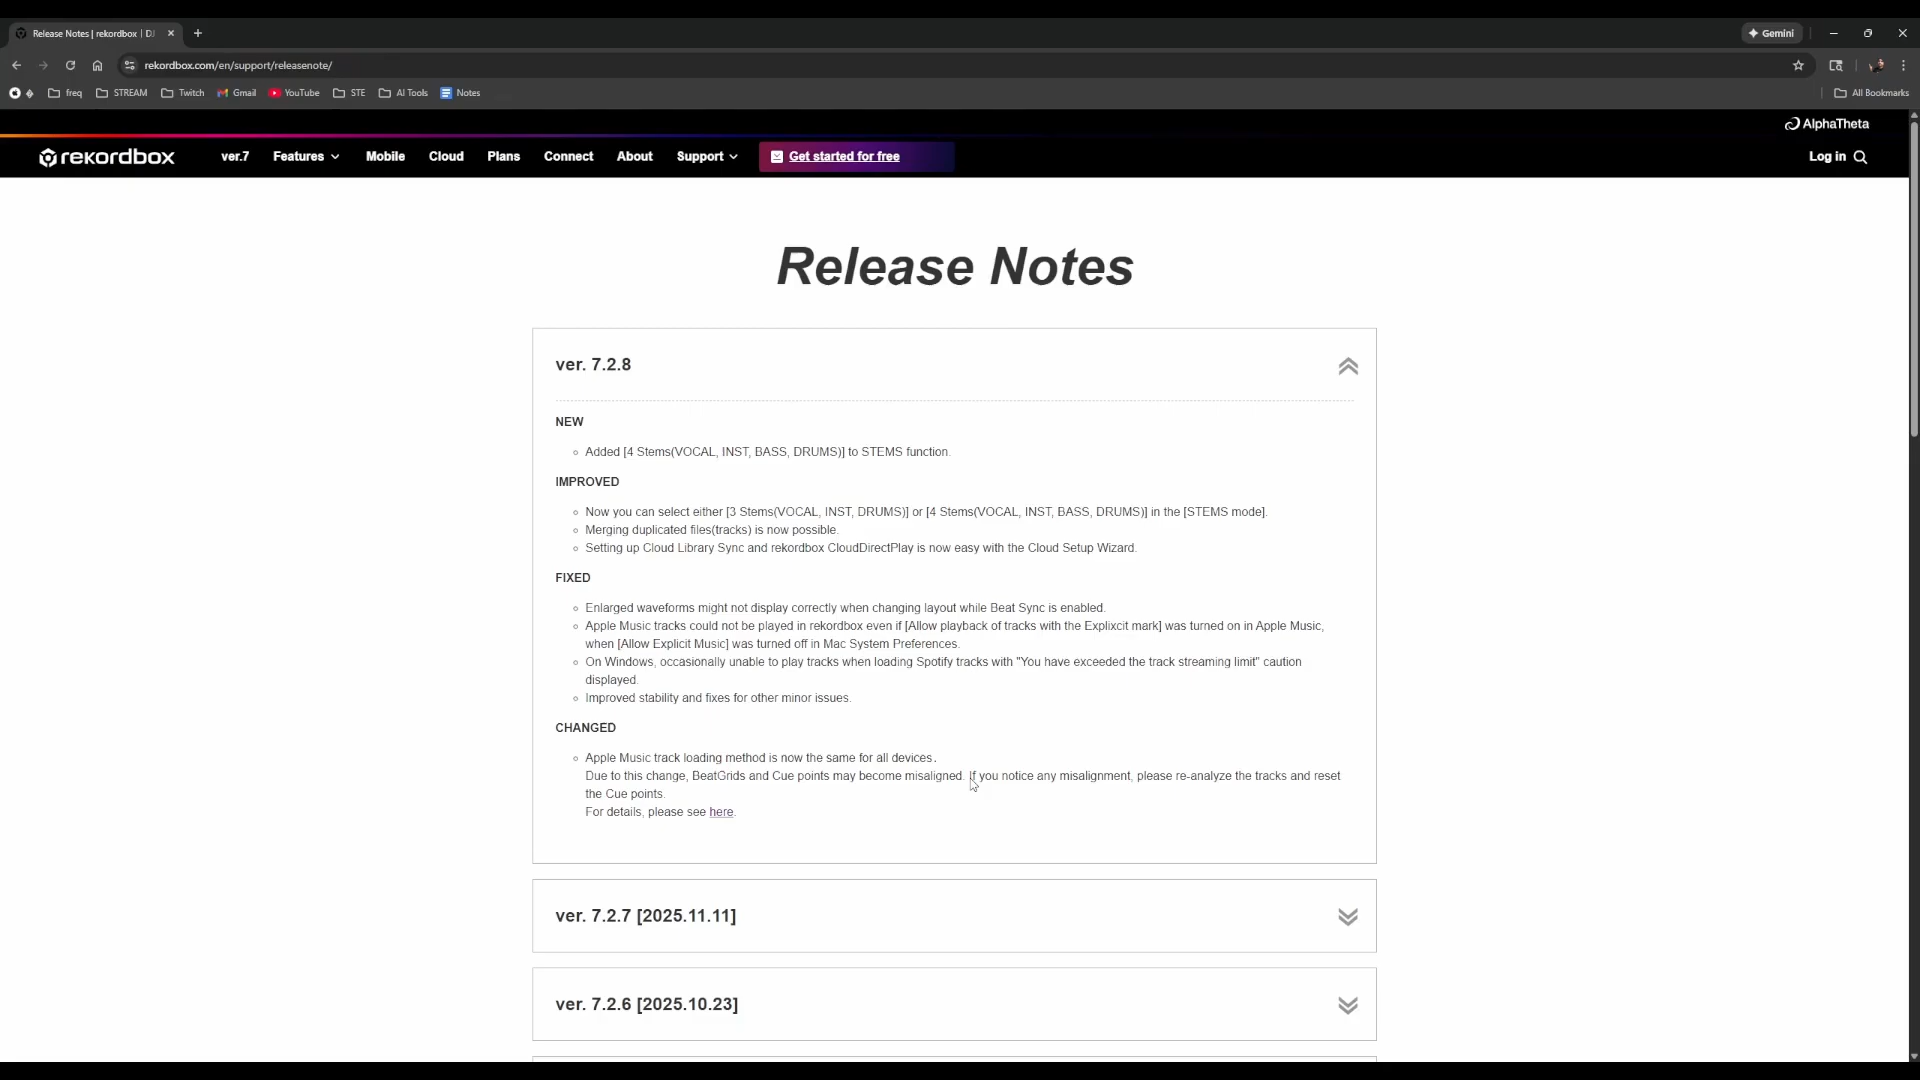 Release Notes | rekordbox | DJ
Gemini
rekordbox.com/en/support/releasenote/
freq
STREAM
Twitch
Gmail
YouTube
STE
AI Tools
Notes
All Bookmarks
AlphaTheta
rekordbox
ver.7
Features
Mobile
Cloud
Plans
Connect
About
Support
Get started for free
Log in
Release Notes
ver. 7.2.8
NEW
Added [4 Stems(VOCAL, INST, BASS, DRUMS)] to STEMS function.
IMPROVED
Now you can select either [3 Stems(VOCAL, INST, DRUMS)] or [4 Stems(VOCAL, INST, BASS, DRUMS)] in the [STEMS mode].
Merging duplicated files(tracks) is now possible.
Setting up Cloud Library Sync and rekordbox CloudDirectPlay is now easy with the Cloud Setup Wizard.
FIXED
Enlarged waveforms might not display correctly when changing layout while Beat Sync is enabled.
Apple Music tracks could not be played in rekordbox even if [Allow playback of tracks with the Explixcit mark] was turned on in Apple Music,
when [Allow Explicit Music] was turned off in Mac System Preferences.
On Windows, occasionally unable to play tracks when loading Spotify tracks with "You have exceeded the track streaming limit" caution
displayed.
Improved stability and fixes for other minor issues.
CHANGED
Apple Music track loading method is now the same for all devices.
Due to this change, BeatGrids and Cue points may become misaligned. If you notice any misalignment, please re-analyze the tracks and reset
the Cue points.
For details, please see here.
ver. 7.2.7 [2025.11.11]
ver. 7.2.6 [2025.10.23]